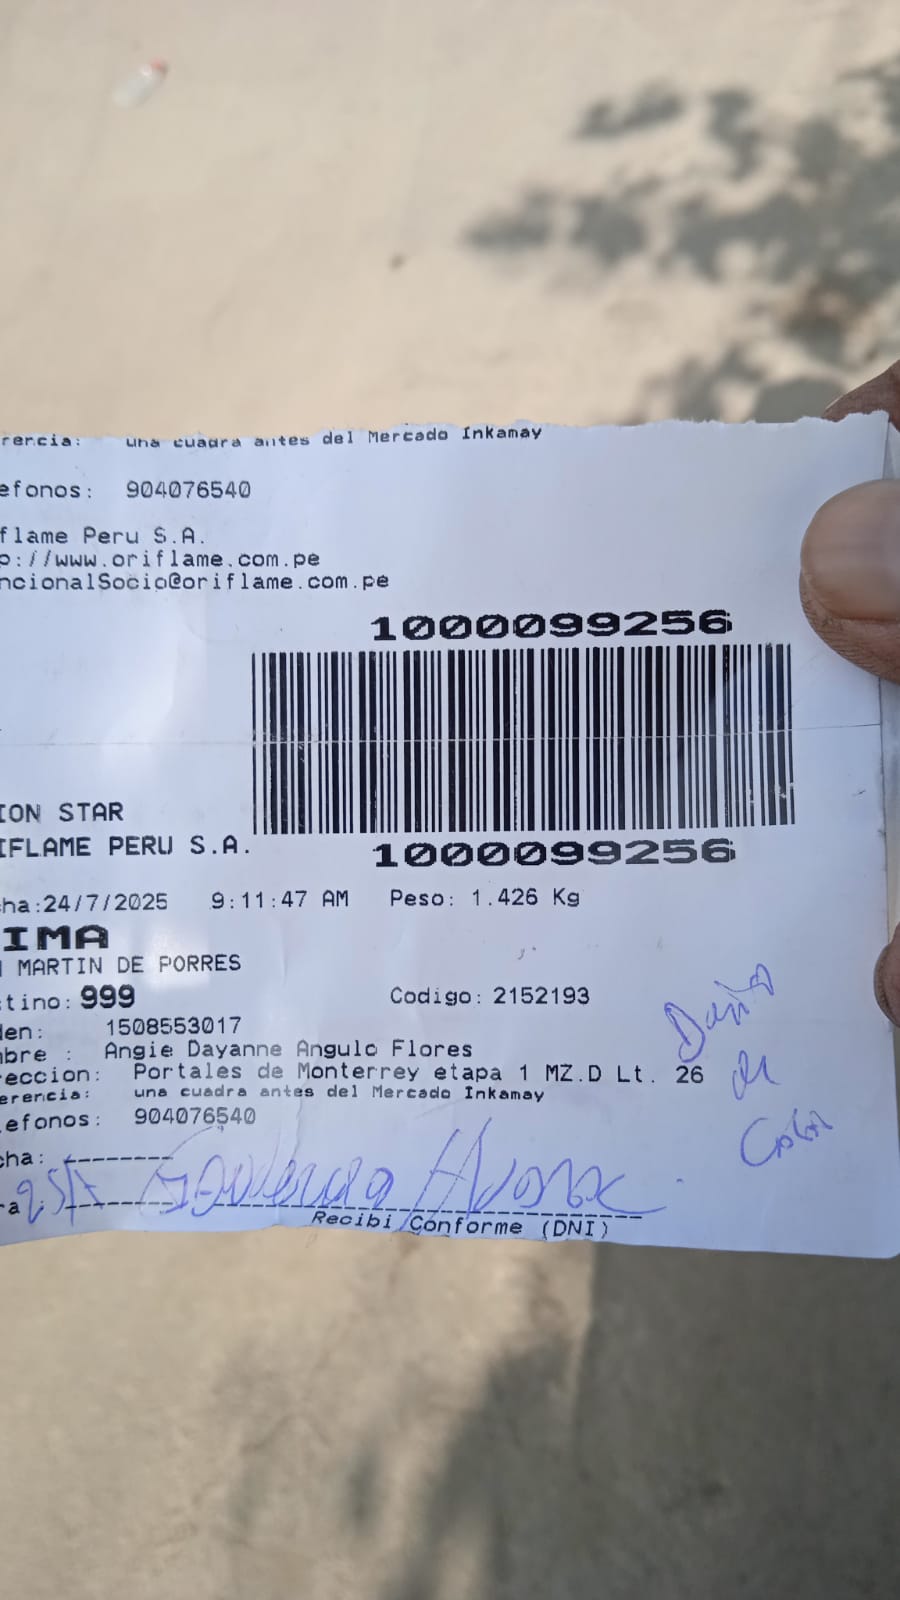 rencia: una cuadra antes del Mercado Inkamay
efonos: 904076540
flame Peru S.A.
p://www.oriflame.com.pe
ncionalSocio@oriflame.com.pe
1000099256
ION STAR
IFLAME PERU S.A.
1000099256
ha:24/7/2025 9:11:47 AM Peso: 1.426 Kg
IMA
MARTIN DE PORRES
tino: 999 Codigo: 2152193
den: 1508553017
mbre : Angie Dayanne Angulo Flores
reccion: Portales de Monterrey etapa 1 MZ.D Lt. 26
erencia: una cuadra antes del Mercado Inkamay
efonos: 904076540
cha:
ra:
Recibi Conforme (DNI)